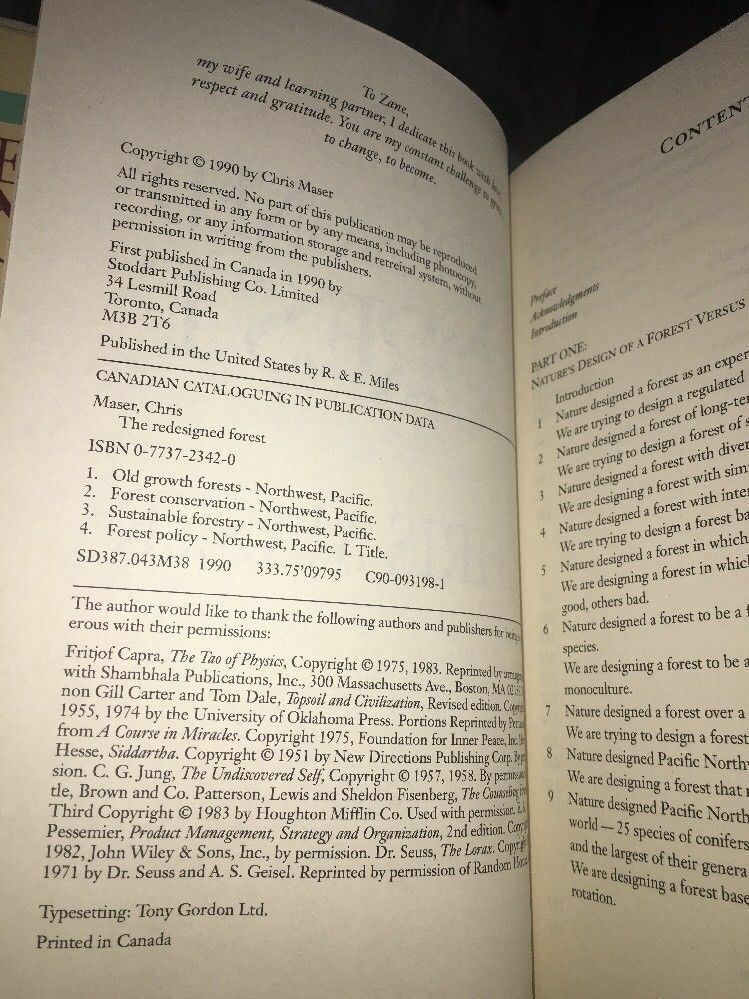 To Zane,
my wife and learning partner, I dedicate this book with
respect and gratitude. You are my constant challenge to
to change, to become.
Copyright © 1990 by Chris Maser
All rights reserved. No part of this publication may be reproduced
or transmitted in any form or by any means, including photocopy,
recording, or any information storage and retreival system, without
permission in writing from the publishers.
First published in Canada in 1990 by
Stoddart Publishing Co. Limited
34 Lesmill Road
Toronto, Canada
M3B 2T6
Published in the United States by R. & E. Miles
CANADIAN CATALOGUING IN PUBLICATION DATA
Maser, Chris
The redesigned forest
ISBN 0-7737-2342-0
1. Old growth forests - Northwest, Pacific.
2. Forest conservation - Northwest, Pacific.
3. Sustainable forestry - Northwest, Pacific.
4. Forest policy - Northwest, Pacific. I. Title.
SD387.043M38 1990 333.75'09795 C90-093198-1
The author would like to thank the following authors and publishers for
erous with their permissions:
Fritjof Capra, The Tao of Physics, Copyright © 1975, 1983. Reprinted by
with Shambhala Publications, Inc., 300 Massachusetts Ave., Boston, MA
non Gill Carter and Tom Dale, Topsoil and Civilization, Revised edition.
1955, 1974 by the University of Oklahoma Press. Portions Reprinted by
from A Course in Miracles. Copyright 1975, Foundation for Inner Peace, Inc.
Hesse, Siddartha. Copyright © 1951 by New Directions Publishing Corp. By
sion. C. G. Jung, The Undiscovered Self, Copyright © 1957, 1958. By
tle, Brown and Co. Patterson, Lewis and Sheldon Eisenberg, The Counseling
Third Copyright © 1983 by Houghton Mifflin Co. Used with permission.
Pessemier, Product Management, Strategy and Organization, 2nd edition.
1982, John Wiley & Sons, Inc., by permission. Dr. Seuss, The Lorax.
1971 by Dr. Seuss and A. S. Geisel. Reprinted by permission of Random
Typesetting: Tony Gordon Ltd.
Printed in Canada
CONTENT
Preface
Acknowledgments
Introduction
PART ONE:
NATURE'S DESIGN OF A FOREST VERSUS
Introduction
1 Nature designed a forest as an exper
We are trying to design a regulated
2 Nature designed a forest of long-te
We are trying to design a forest of s
3 Nature designed a forest with diver
We are designing a forest with sim
4 Nature designed a forest with inter
We are trying to design a forest ba
5 Nature designed a forest in which
We are designing a forest in whic
good, others bad.
6 Nature designed a forest to be a f
species.
We are designing a forest to be a
monoculture.
7 Nature designed a forest over a
We are trying to design a forest
8 Nature designed Pacific North
We are designing a forest that
9 Nature designed Pacific Nort
world — 25 species of conifers
and the largest of their genera
We are designing a forest base
rotation.